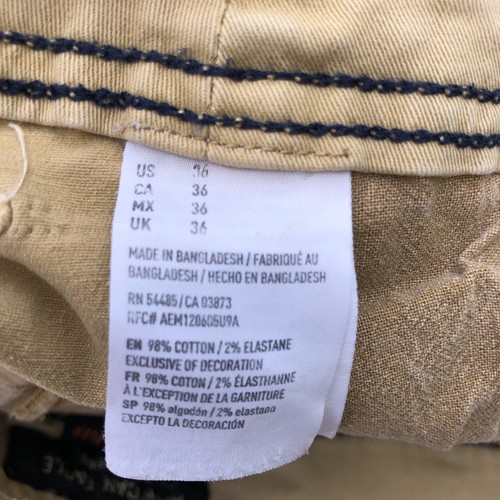 US 36
CA 36
MX 36
UK 36
MADE IN BANGLADESH / FABRIQUÉ AU
BANGLADESH / HECHO EN BANGLADESH
RN 54485/CA 03873
RFC# AEM120605U9A
EN 98% COTTON / 2% ELASTANE
EXCLUSIVE OF DECORATION
FR 98% COTON / 2% ÉLASTHANNE
À L'EXCEPTION DE LA GARNITURE
SP 98% algodón / 2% elastano
EXCEPTO LA DECORACIÓN